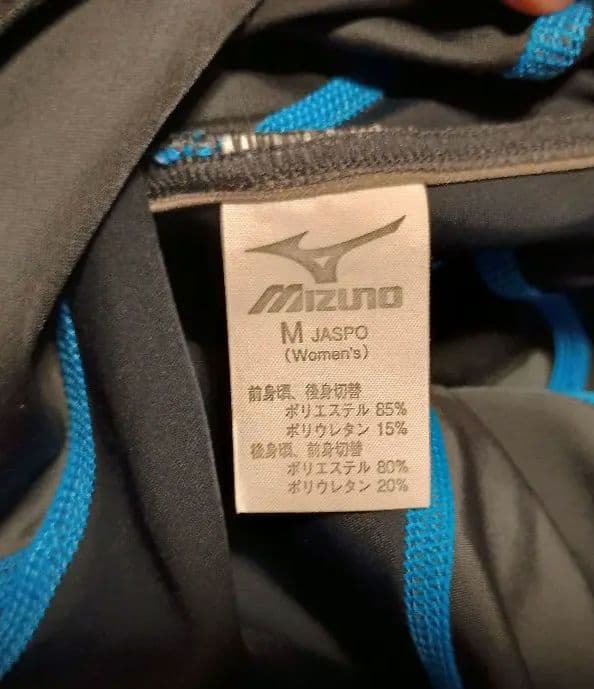 MIZUNO
M JASPO
(Women's)
前身頃、後身切替
ポリエステル 85%
ポリウレタン 15%
後身頃、前身切替
ポリエステル 80%
ポリウレタン 20%